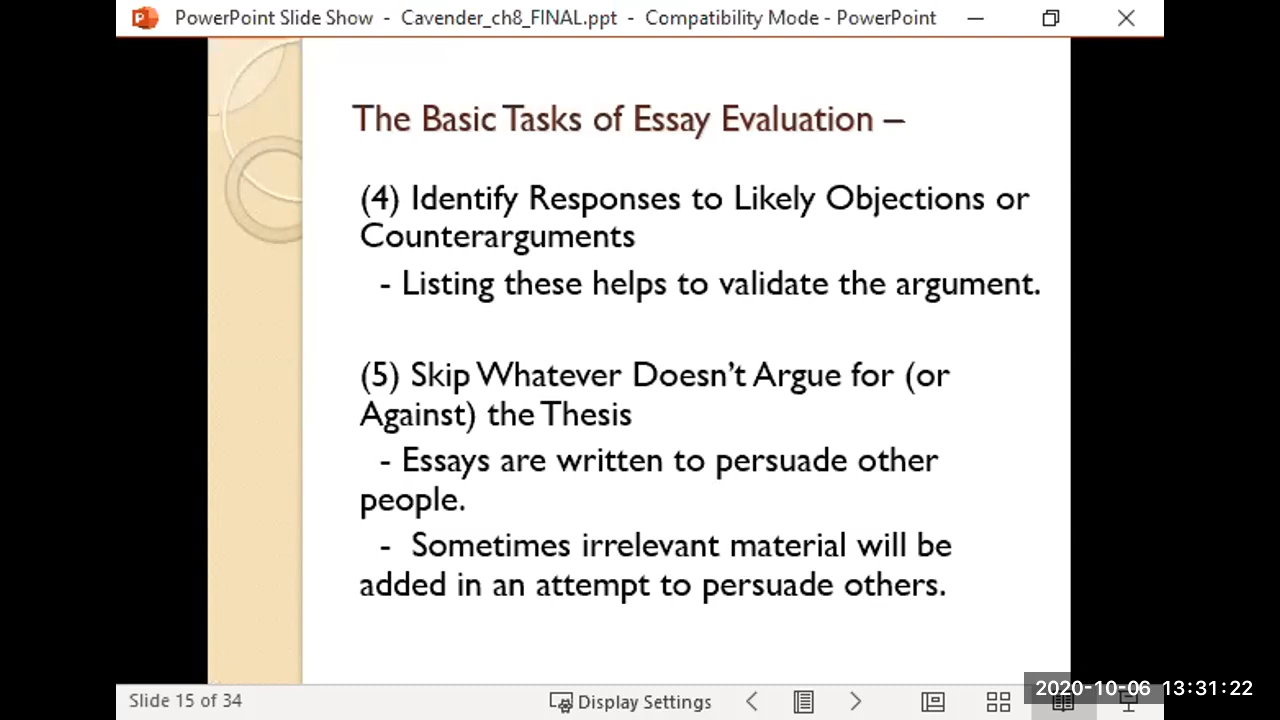 PowerPoint Slide Show - Cavender_ch8_FINAL.ppt - Compatibility Mode - PowerPoint
The Basic Tasks of Essay Evaluation –
(4) Identify Responses to Likely Objections or
Counterarguments
- Listing these helps to validate the argument.
(5) Skip Whatever Doesn’t Argue for (or
Against) the Thesis
- Essays are written to persuade other
people.
- Sometimes irrelevant material will be
added in an attempt to persuade others.
Slide 15 of 34
Display Settings
2020-10-06 13:31:22